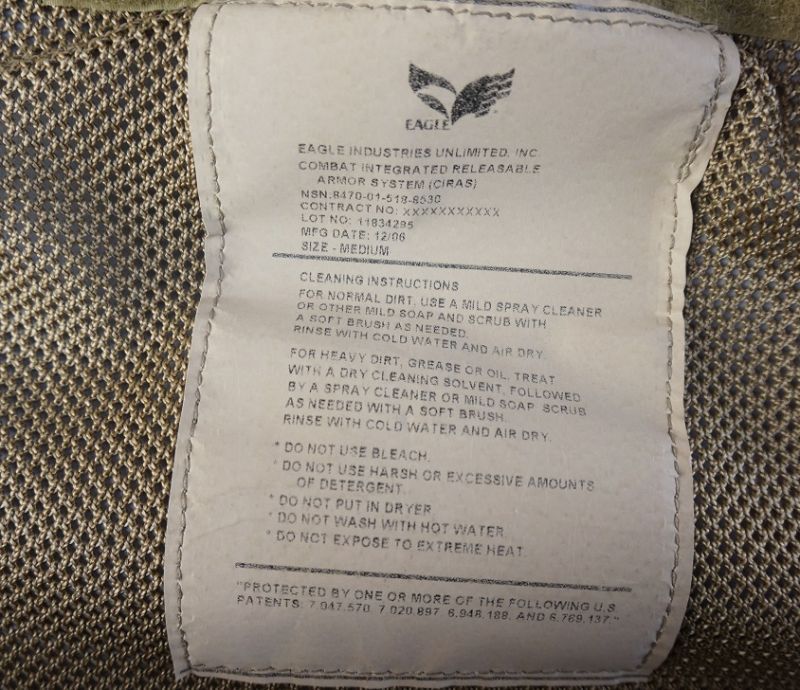 EAGLE
EAGLE INDUSTRIES UNLIMITED, INC.
COMBAT INTEGRATED RELEASABLE
ARMOR SYSTEM (CIRAS)
NSN:8470-01-518-8530
CONTRACT NO: XXXXXXXXXXX
LOT NO: 11834285
MFG DATE: 12/06
SIZE - MEDIUM
CLEANING INSTRUCTIONS
FOR NORMAL DIRT, USE A MILD SPRAY CLEANER
OR OTHER MILD SOAP AND SCRUB WITH
A SOFT BRUSH AS NEEDED.
RINSE WITH COLD WATER AND AIR DRY.
FOR HEAVY DIRT, GREASE OR OIL, TREAT
WITH A DRY CLEANING SOLVENT, FOLLOWED
BY A SPRAY CLEANER OR MILD SOAP. SCRUB
AS NEEDED WITH A SOFT BRUSH.
RINSE WITH COLD WATER AND AIR DRY.
* DO NOT USE BLEACH.
* DO NOT USE HARSH OR EXCESSIVE AMOUNTS
OF DETERGENT.
* DO NOT PUT IN DRYER.
* DO NOT WASH WITH HOT WATER.
* DO NOT EXPOSE TO EXTREME HEAT.
"PROTECTED BY ONE OR MORE OF THE FOLLOWING U.S.
PATENTS: 7,047,570, 7,020,897, 6,948,188, AND 6,769,137."